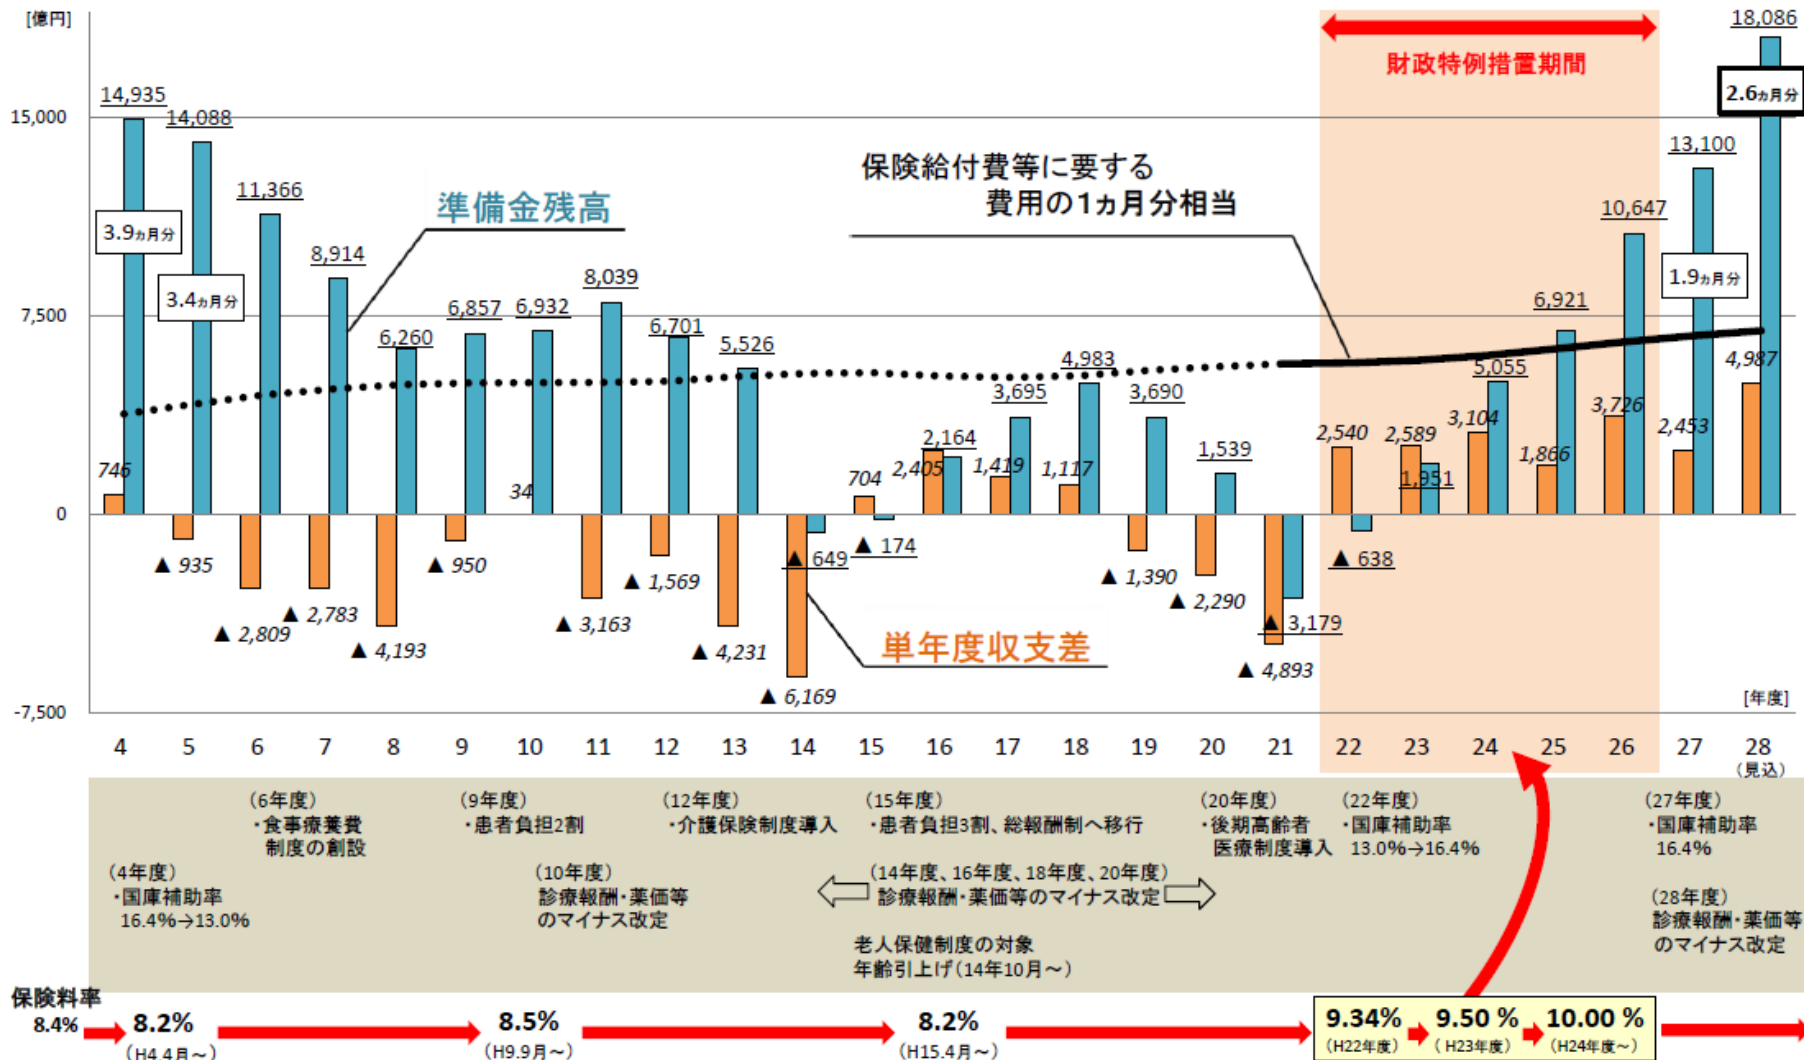 [億円]
18,086
財政特例措置期間
2.6ヵ月分
14,935
15,000
14,088
13,100
保険給付費等に要する
費用の1ヵ月分相当
11,366
準備金残高
10,647
3.9ヵ月分
8,914
1.9ヵ月分
3.4ヵ月分
8,039
7,500
6,857
6,932
6,701
6,921
6,260
5,526
4,983
5,055
4,987
3,695
3,690
3,726
3,104
2,164
2,540
2,589
2,453
746
34
704
2,405
1,419
1,117
1,539
1,866
1,951
0
▲ 935
▲ 950
▲ 649
▲ 174
▲ 638
▲ 1,569
▲ 1,390
▲ 2,783
▲ 2,290
▲ 2,809
▲ 3,163
▲ 3,179
▲ 4,193
▲ 4,231
単年度収支差
▲ 4,893
▲ 6,169
-7,500
[年度]
4 5 6 7 8 9 10 11 12 13 14 15 16 17 18 19 20 21 22 23 24 25 26 27 28
(見込)
(6年度)
・食事療養費
制度の創設
(9年度)
・患者負担2割
(12年度)
・介護保険制度導入
(15年度)
・患者負担3割、総報酬制へ移行
(20年度)
・後期高齢者
医療制度導入
(22年度)
・国庫補助率
13.0%→16.4%
(27年度)
・国庫補助率
16.4%
(4年度)
・国庫補助率
16.4%→13.0%
(10年度)
診療報酬・薬価等
のマイナス改定
(14年度、16年度、18年度、20年度)
診療報酬・薬価等のマイナス改定
(28年度)
診療報酬・薬価等
のマイナス改定
老人保健制度の対象
年齢引上げ(14年10月～)
保険料率
8.4%
8.2%
(H4.4月～)
8.5%
(H9.9月～)
8.2%
(H15.4月～)
9.34%
(H22年度)
9.50 %
(H23年度)
10.00 %
(H24年度～)